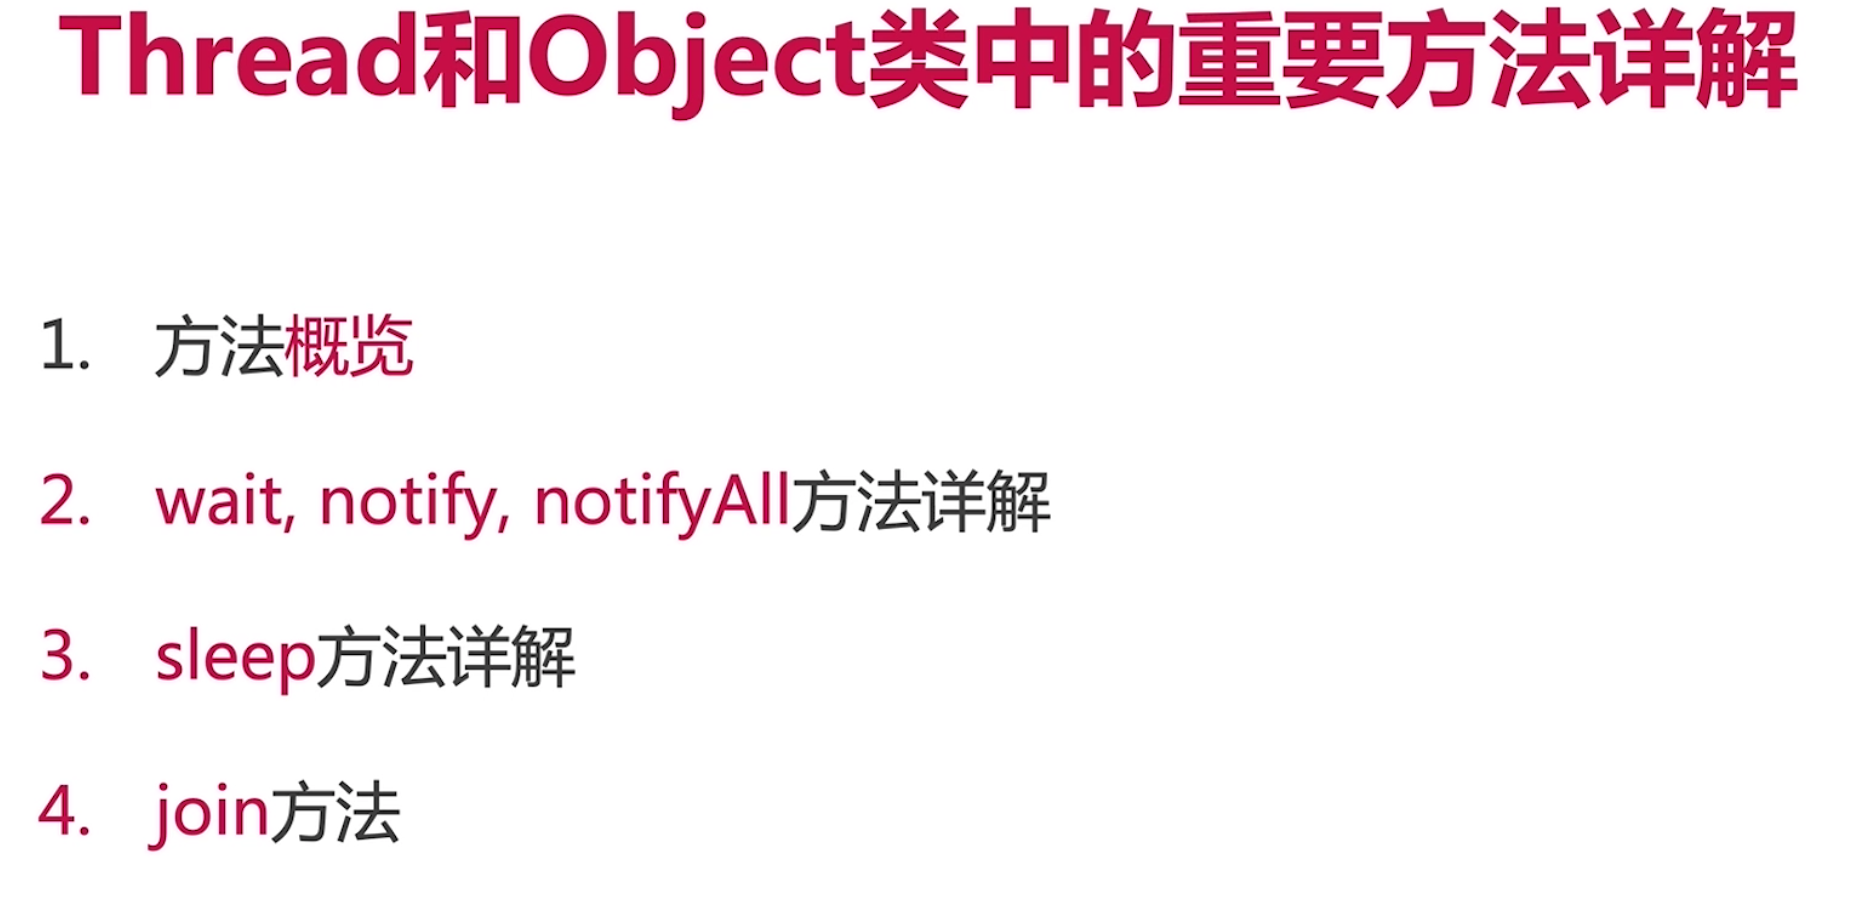 Thread和Object类中的重要方法详解
1. 方法概览
2. wait, notify, notifyAll方法详解
3. sleep方法详解
4. join方法